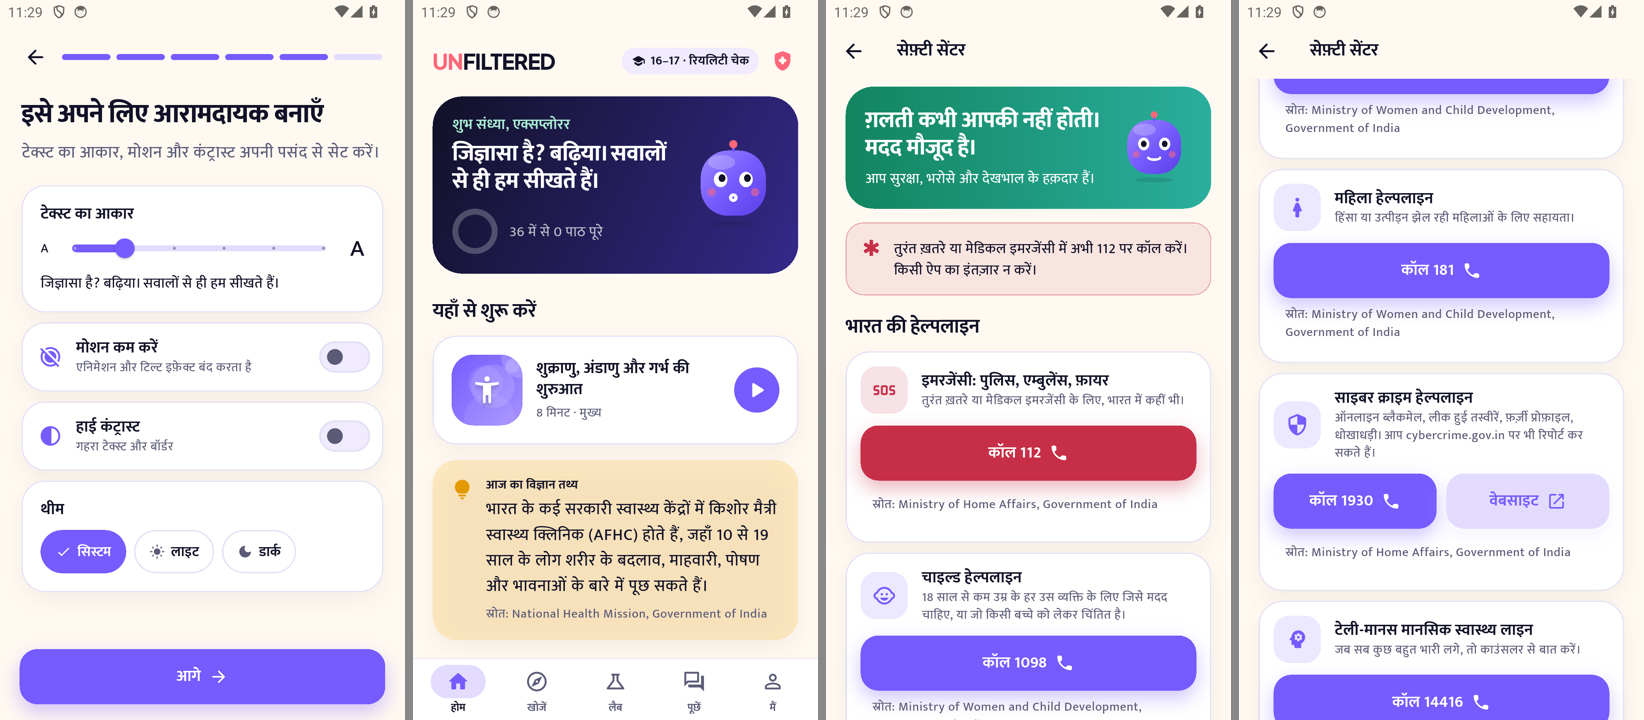 11:29
इसे अपने लिए आरामदायक बनाएँ
टेक्स्ट का आकार, मोशन और कंट्रास्ट अपनी पसंद से सेट करें।
टेक्स्ट का आकार
A A
जिज्ञासा है? बढ़िया। सवालों से ही हम सीखते हैं।
मोशन कम करें
एनिमेशन और टिल्ट इफ़ेक्ट बंद करता है
हाई कंट्रास्ट
गहरा टेक्स्ट और बॉर्डर
थीम
सिस्टम लाइट डार्क
आगे
11:29
UNFILTERED 16–17 · रियलिटी चेक
शुभ संध्या, एक्सप्लोरर
जिज्ञासा है? बढ़िया। सवालों
से ही हम सीखते हैं।
36 में से 0 पाठ पूरे
यहाँ से शुरू करें
शुक्राणु, अंडाणु और गर्भ की
शुरुआत
8 मिनट · मुख्य
आज का विज्ञान तथ्य
भारत के कई सरकारी स्वास्थ्य केंद्रों में किशोर मैत्री
स्वास्थ्य क्लिनिक (AFHC) होते हैं, जहाँ 10 से 19
साल के लोग शरीर के बदलाव, माहवारी, पोषण
और भावनाओं के बारे में पूछ सकते हैं।
स्रोत: National Health Mission, Government of India
होम खोजें लैब पूछें मैं
11:29
सेफ़्टी सेंटर
ग़लती कभी आपकी नहीं होती।
मदद मौजूद है।
आप सुरक्षा, भरोसे और देखभाल के हक़दार हैं।
तुरंत ख़तरे या मेडिकल इमरजेंसी में अभी 112 पर कॉल करें।
किसी ऐप का इंतज़ार न करें।
भारत की हेल्पलाइन
SOS
इमरजेंसी: पुलिस, एम्बुलेंस, फ़ायर
तुरंत ख़तरे या मेडिकल इमरजेंसी के लिए, भारत में कहीं भी।
कॉल 112
स्रोत: Ministry of Home Affairs, Government of India
चाइल्ड हेल्पलाइन
18 साल से कम उम्र के हर उस व्यक्ति के लिए जिसे मदद
चाहिए, या जो किसी बच्चे को लेकर चिंतित है।
कॉल 1098
स्रोत: Ministry of Women and Child Development,
11:29
सेफ़्टी सेंटर
स्रोत: Ministry of Women and Child Development,
Government of India
महिला हेल्पलाइन
हिंसा या उत्पीड़न झेल रही महिलाओं के लिए सहायता।
कॉल 181
स्रोत: Ministry of Women and Child Development,
Government of India
साइबर क्राइम हेल्पलाइन
ऑनलाइन ब्लैकमेल, लीक हुई तस्वीरें, फ़र्ज़ी प्रोफ़ाइल,
धोखाधड़ी। आप cybercrime.gov.in पर भी रिपोर्ट कर
सकते हैं।
कॉल 1930 वेबसाइट
स्रोत: Ministry of Home Affairs, Government of India
टेली-मानस मानसिक स्वास्थ्य लाइन
जब सब कुछ बहुत भारी लगे, तो काउंसलर से बात करें।
कॉल 14416